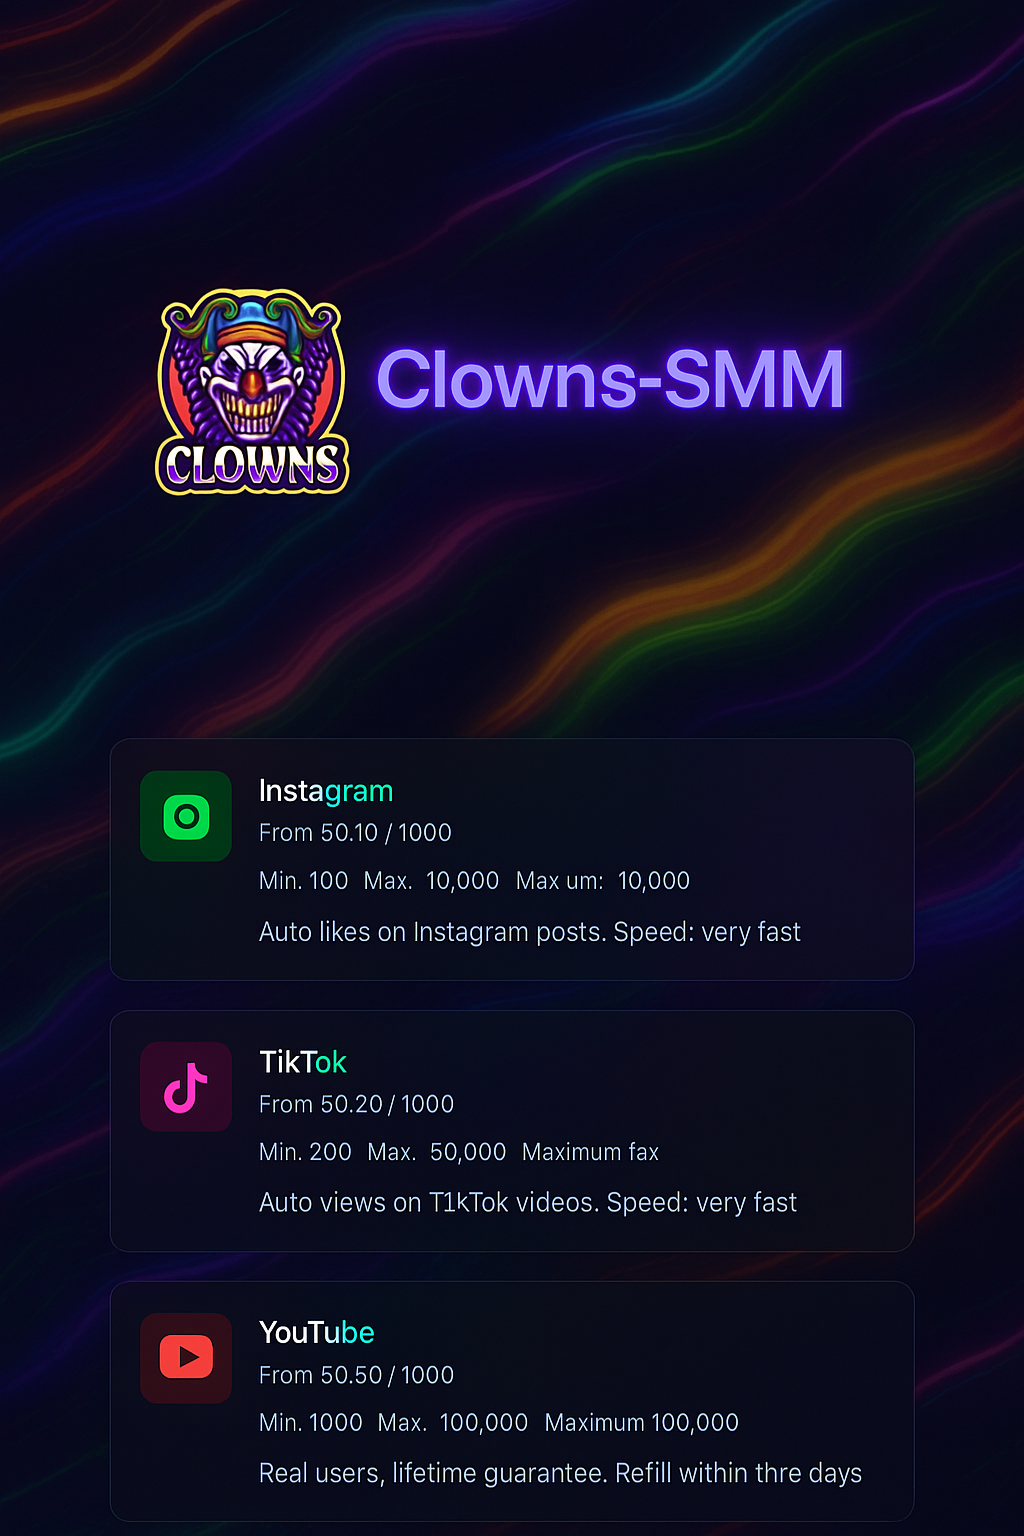 CLOWNS
Clowns-SMM
Instagram
From 50.10 / 1000
Min. 100 Max. 10,000 Max um: 10,000
Auto likes on Instagram posts. Speed: very fast
TikTok
From 50.20 / 1000
Min. 200 Max. 50,000 Maximum fax
Auto views on T1kTok videos. Speed: very fast
YouTube
From 50.50 / 1000
Min. 1000 Max. 100,000 Maximum 100,000
Real users, lifetime guarantee. Refill within thre days